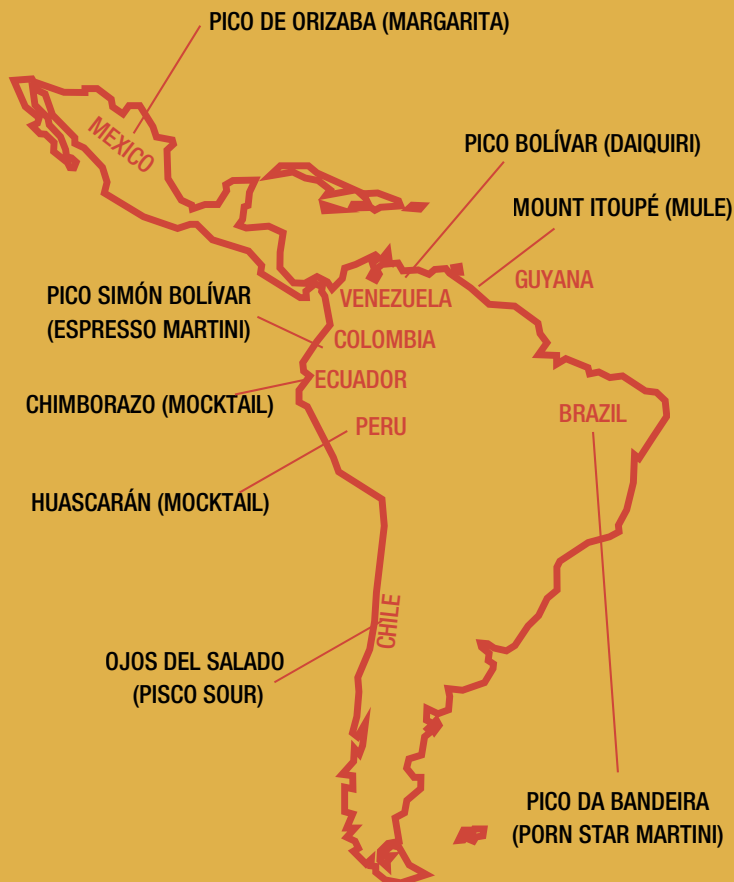 PICO DE ORIZABA (MARGARITA)
MEXICO
PICO BOLÍVAR (DAIQUIRI)
MOUNT ITOUPÉ (MULE)
GUYANA
VENEZUELA
PICO SIMÓN BOLÍVAR
(ESPRESSO MARTINI)
COLOMBIA
ECUADOR
CHIMBORAZO (MOCKTAIL)
BRAZIL
PERU
HUASCARÁN (MOCKTAIL)
CHILE
OJOS DEL SALADO
(PISCO SOUR)
PICO DA BANDEIRA
(PORN STAR MARTINI)